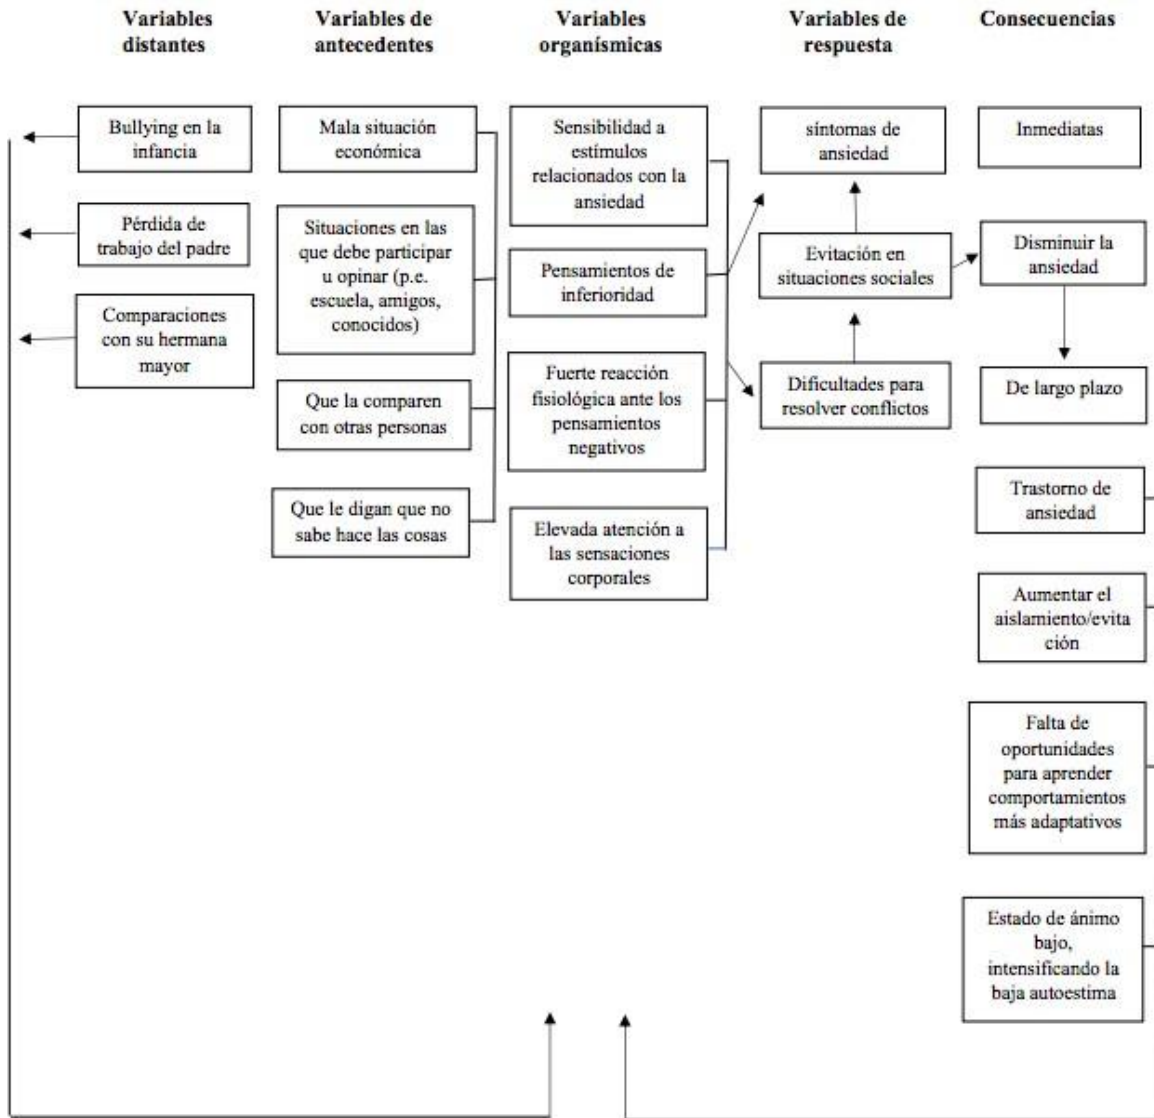 Variables
distantes
Variables de
antecedentes
Variables
organísmicas
Variables de
respuesta
Consecuencias
Bullying en la
infancia
Pérdida de
trabajo del padre
Comparaciones
con su hermana
mayor
Mala situación
económica
Situaciones en las
que debe participar
u opinar (p.e.
escuela, amigos,
conocidos)
Que la comparen
con otras personas
Que le digan que no
sabe hace las cosas
Sensibilidad a
estímulos
relacionados con la
ansiedad
Pensamientos de
inferioridad
Fuerte reacción
fisiológica ante los
pensamientos
negativos
Elevada atención a
las sensaciones
corporales
síntomas de
ansiedad
Evitación en
situaciones sociales
Dificultades para
resolver conflictos
Inmediatas
Disminuir la
ansiedad
De largo plazo
Trastorno de
ansiedad
Aumentar el
aislamiento/evita
ción
Falta de
oportunidades
para aprender
comportamientos
más adaptativos
Estado de ánimo
bajo,
intensificando la
baja autoestima